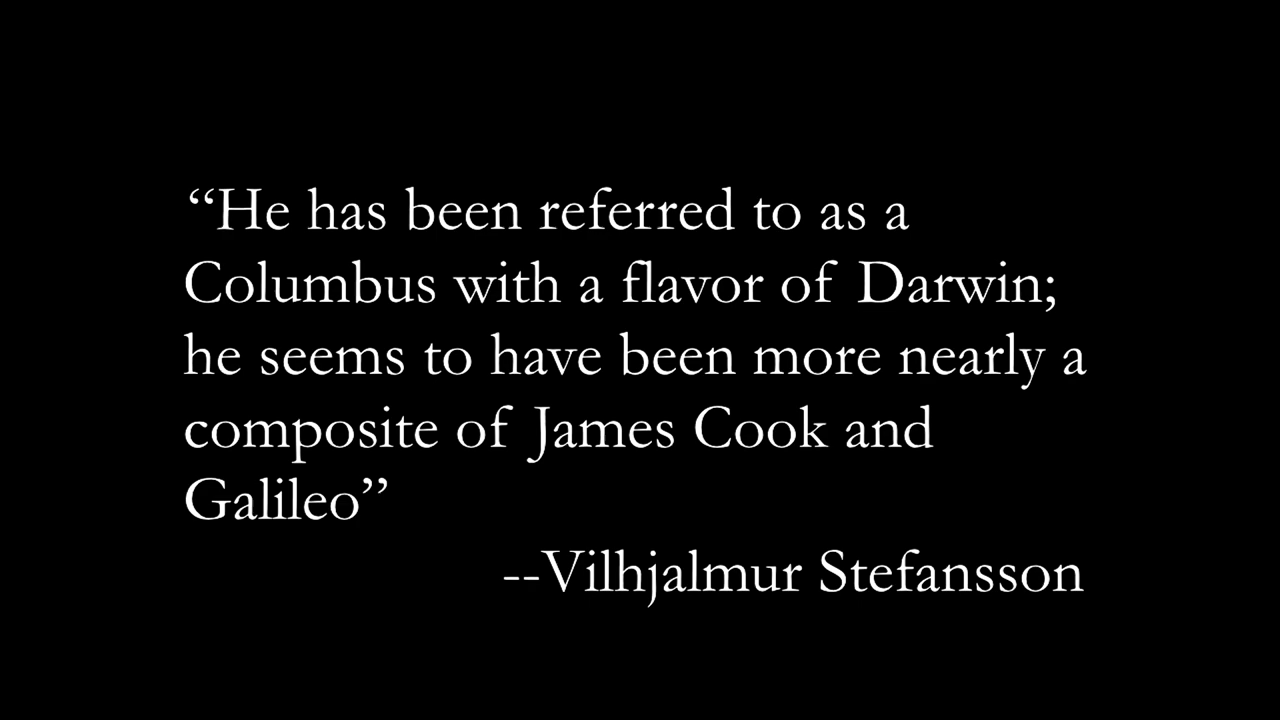 “He has been referred to as a
Columbus with a flavor of Darwin;
he seems to have been more nearly a
composite of James Cook and
Galileo”
--Vilhjalmur Stefansson